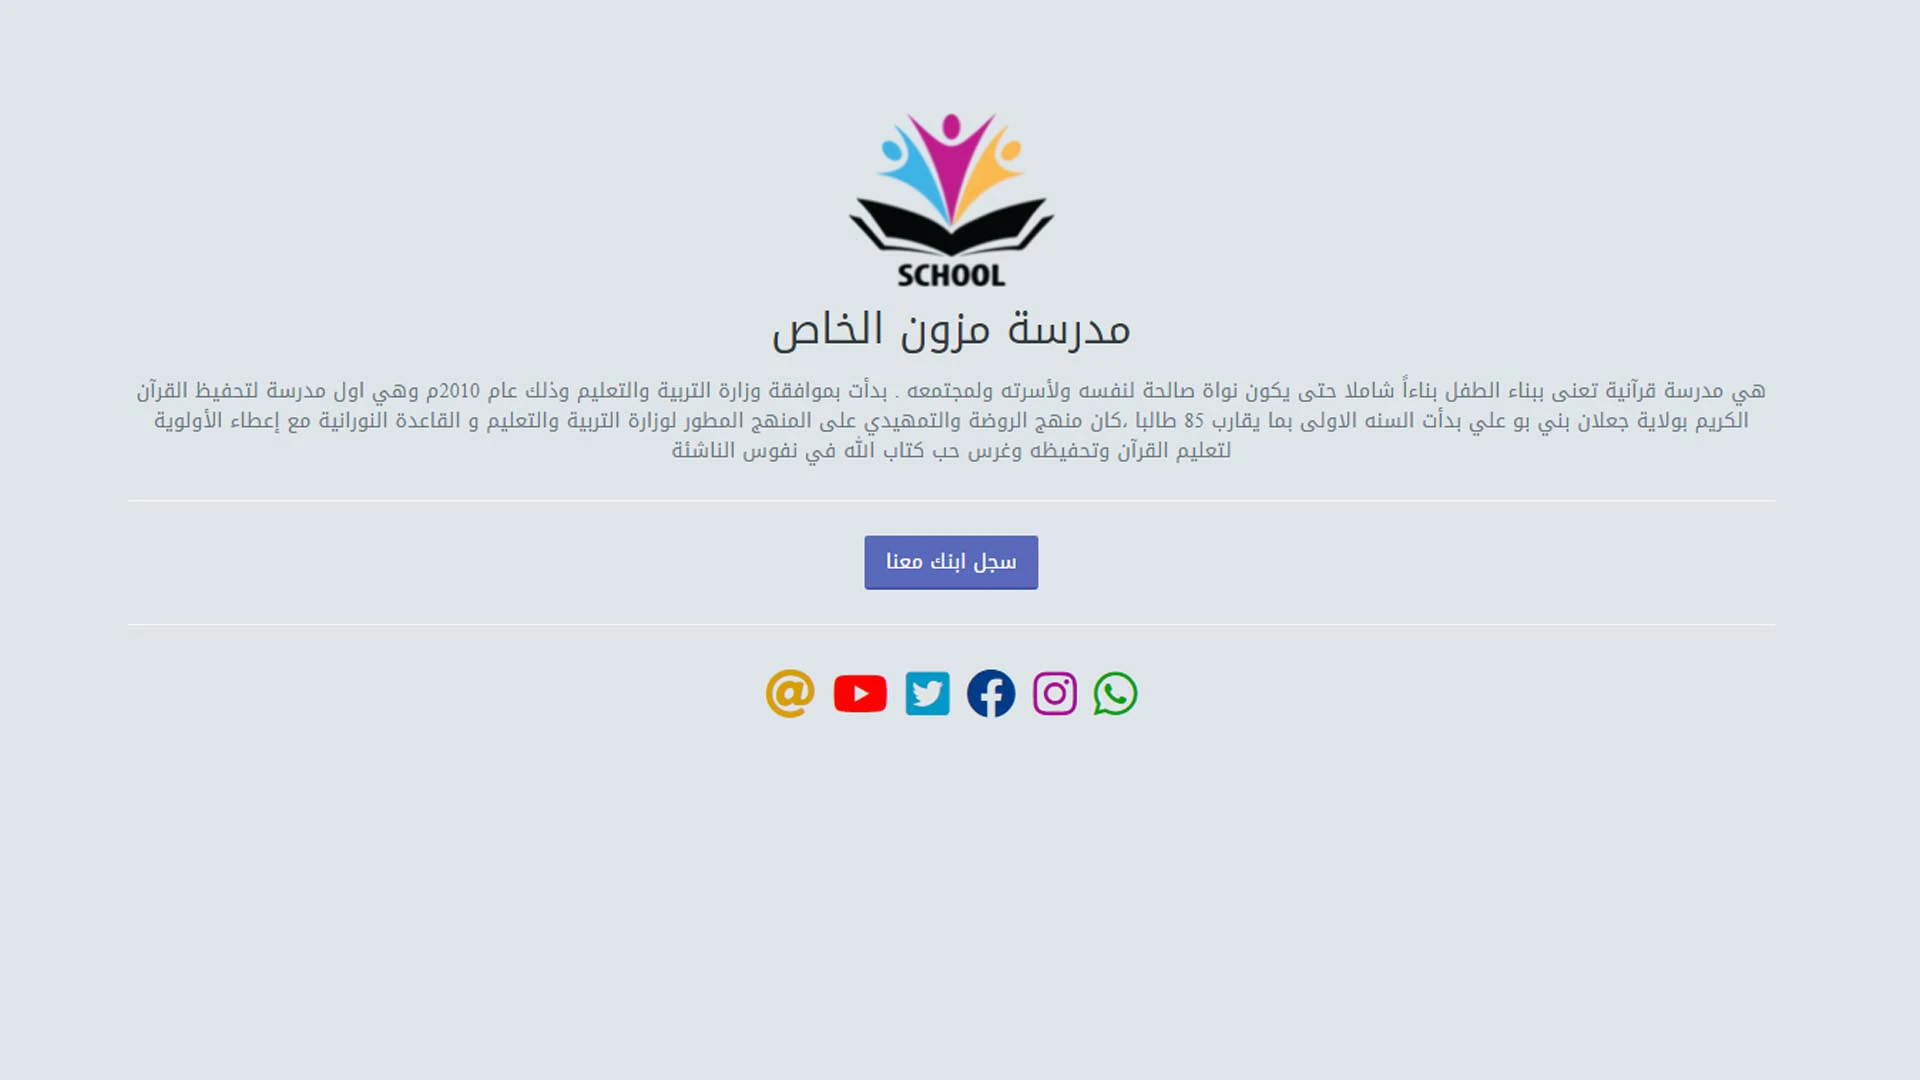 SCHOOL
مدرسة مزون الخاص
هي مدرسة قرآنية تعنى ببناء الطفل بناءاً شاملا حتى يكون نواة صالحة لنفسه ولأسرته ولمجتمعه . بدأت بموافقة وزارة التربية والتعليم وذلك عام 2010م وهي اول مدرسة لتحفيظ القرآن
الكريم بولاية جعلان بني بو علي بدأت السنه الاولى بما يقارب 85 طالبا ،كان منهج الروضة والتمهيدي على المنهج المطور لوزارة التربية والتعليم و القاعدة النورانية مع إعطاء الأولوية
لتعليم القرآن وتحفيظه وغرس حب كتاب الله في نفوس الناشئة
سجل ابنك معنا